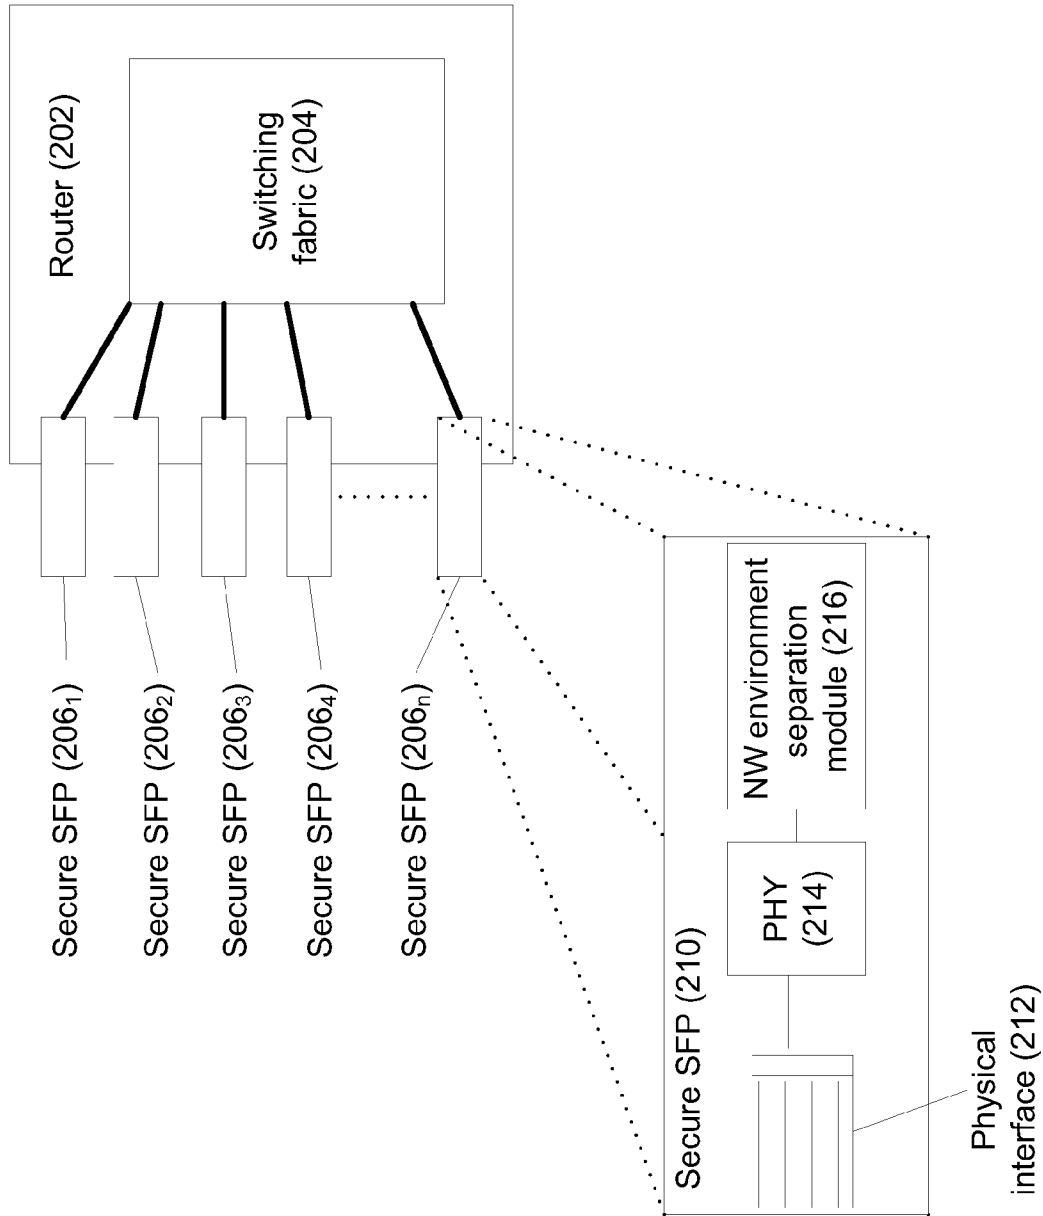 Router (202)
Switching
fabric (204)
Secure SFP (206₁)
Secure SFP (206₂)
Secure SFP (206₃)
Secure SFP (206₄)
Secure SFP (206ₙ)
Secure SFP (210)
NW environment
separation
module (216)
PHY
(214)
Physical
interface (212)